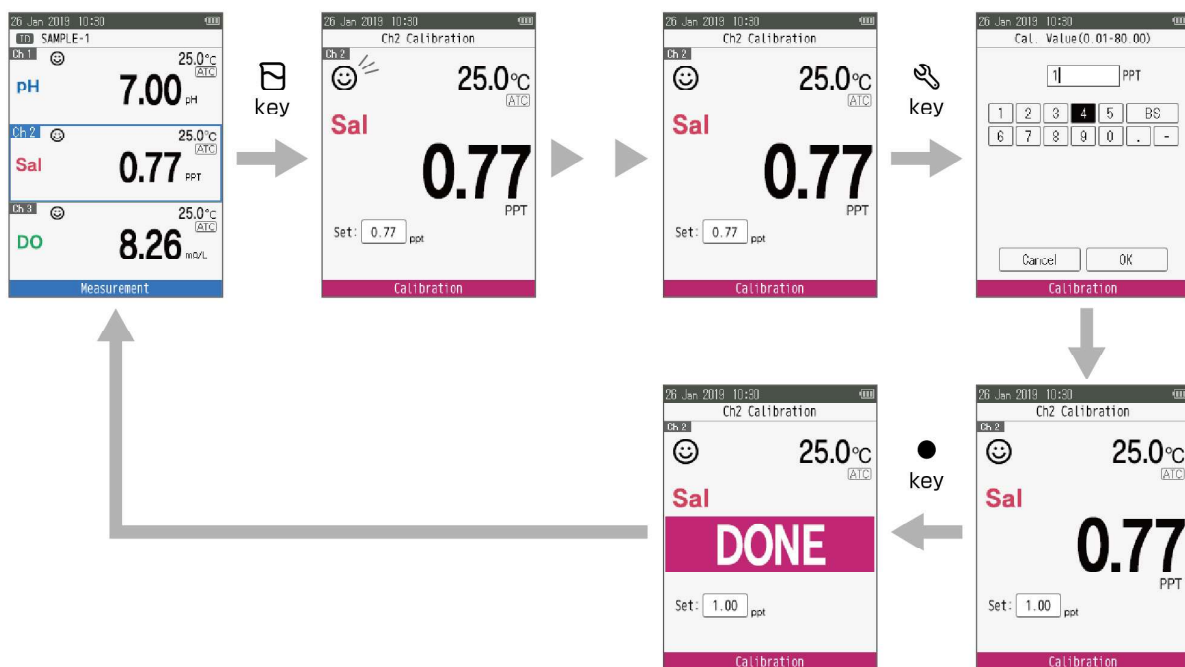 26 Jan 2019 10:30
ID SAMPLE-1
Ch 1 25.0°C
ATC
pH 7.00 pH
Ch 2 25.0°C
ATC
Sal 0.77 PPT
Ch 3 25.0°C
ATC
DO 8.26 mg/L
Measurement
key
26 Jan 2019 10:30
Ch2 Calibration
Ch 2
25.0°C
ATC
Sal
0.77
PPT
Set: 0.77 ppt
Calibration
26 Jan 2019 10:30
Ch2 Calibration
Ch 2
25.0°C
ATC
Sal
0.77
PPT
Set: 0.77 ppt
Calibration
key
26 Jan 2019 10:30
Cal. Value(0.01-80.00)
1 PPT
1 2 3 4 5 BS
6 7 8 9 0 . -
Cancel OK
Calibration
26 Jan 2019 10:30
Ch2 Calibration
Ch 2
25.0°C
ATC
Sal
DONE
Set: 1.00 ppt
Calibration
key
26 Jan 2019 10:30
Ch2 Calibration
Ch 2
25.0°C
ATC
Sal
0.77
PPT
Set: 1.00 ppt
Calibration